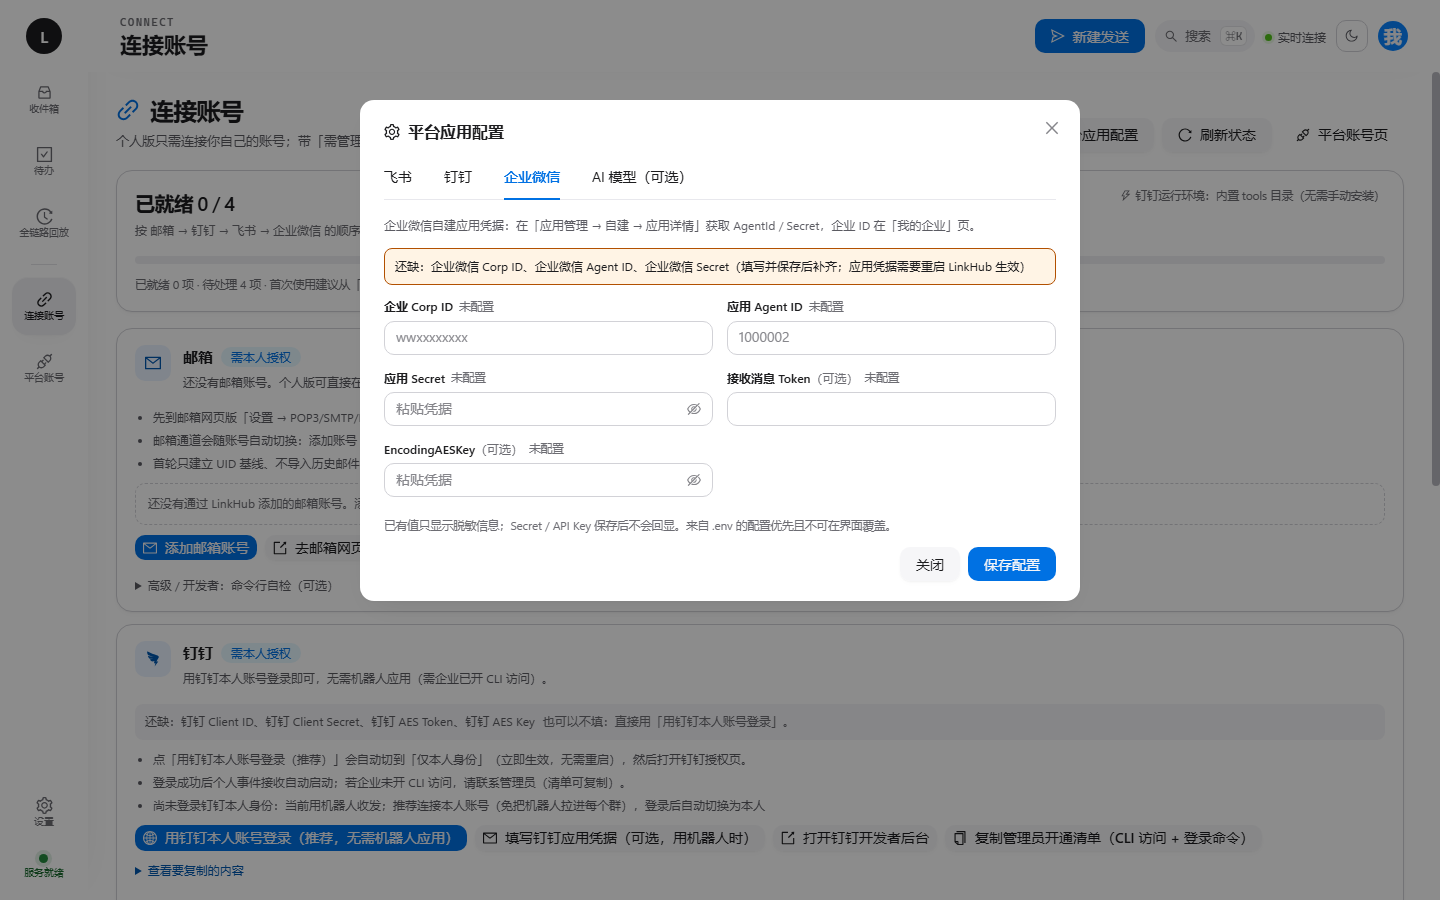 L
CONNECT
连接账号
新建发送
搜索 ⌘K
实时连接
我
收件箱
待办
全链路回放
连接账号
平台账号
设置
服务就绪
连接账号
个人版只需连接你自己的账号；带「需管理
应用配置
刷新状态
平台账号页
已就绪 0 / 4
钉钉运行环境：内置 tools 目录（无需手动安装）
按 邮箱 → 钉钉 → 飞书 → 企业微信 的顺序
已就绪 0 项 · 待处理 4 项 · 首次使用建议从「
邮箱 需本人授权
还没有邮箱账号。个人版可直接在
• 先到邮箱网页版「设置 → POP3/SMTP/
• 邮箱通道会随账号自动切换：添加账号
• 首轮只建立 UID 基线、不导入历史邮件
还没有通过 LinkHub 添加的邮箱账号。
添加邮箱账号
去邮箱网页
高级 / 开发者：命令行自检（可选）
平台应用配置
飞书 钉钉 企业微信 AI 模型（可选）
企业微信自建应用凭据：在「应用管理 → 自建 → 应用详情」获取 AgentId / Secret，企业 ID 在「我的企业」页。
还缺：企业微信 Corp ID、企业微信 Agent ID、企业微信 Secret（填写并保存后补齐；应用凭据需要重启 LinkHub 生效）
企业 Corp ID 未配置
wwxxxxxxxx
应用 Agent ID 未配置
1000002
应用 Secret 未配置
粘贴凭据
接收消息 Token（可选） 未配置
EncodingAESKey（可选） 未配置
粘贴凭据
已有值只显示脱敏信息；Secret / API Key 保存后不会回显。来自 .env 的配置优先且不可在界面覆盖。
关闭
保存配置
钉钉 需本人授权
用钉钉本人账号登录即可，无需机器人应用（需企业已开 CLI 访问）。
还缺：钉钉 Client ID、钉钉 Client Secret、钉钉 AES Token、钉钉 AES Key 也可以不填：直接用「用钉钉本人账号登录」。
• 点「用钉钉本人账号登录（推荐）」会自动切到「仅本人身份」（立即生效，无需重启），然后打开钉钉授权页。
• 登录成功后个人事件接收自动启动；若企业未开 CLI 访问，请联系管理员（清单可复制）。
• 尚未登录钉钉本人身份：当前用机器人收发；推荐连接本人账号（免把机器人拉进每个群），登录后自动切换为本人
用钉钉本人账号登录（推荐，无需机器人应用）
填写钉钉应用凭据（可选，用机器人时）
打开钉钉开发者后台
复制管理员开通清单（CLI 访问 + 登录命令）
查看要复制的内容